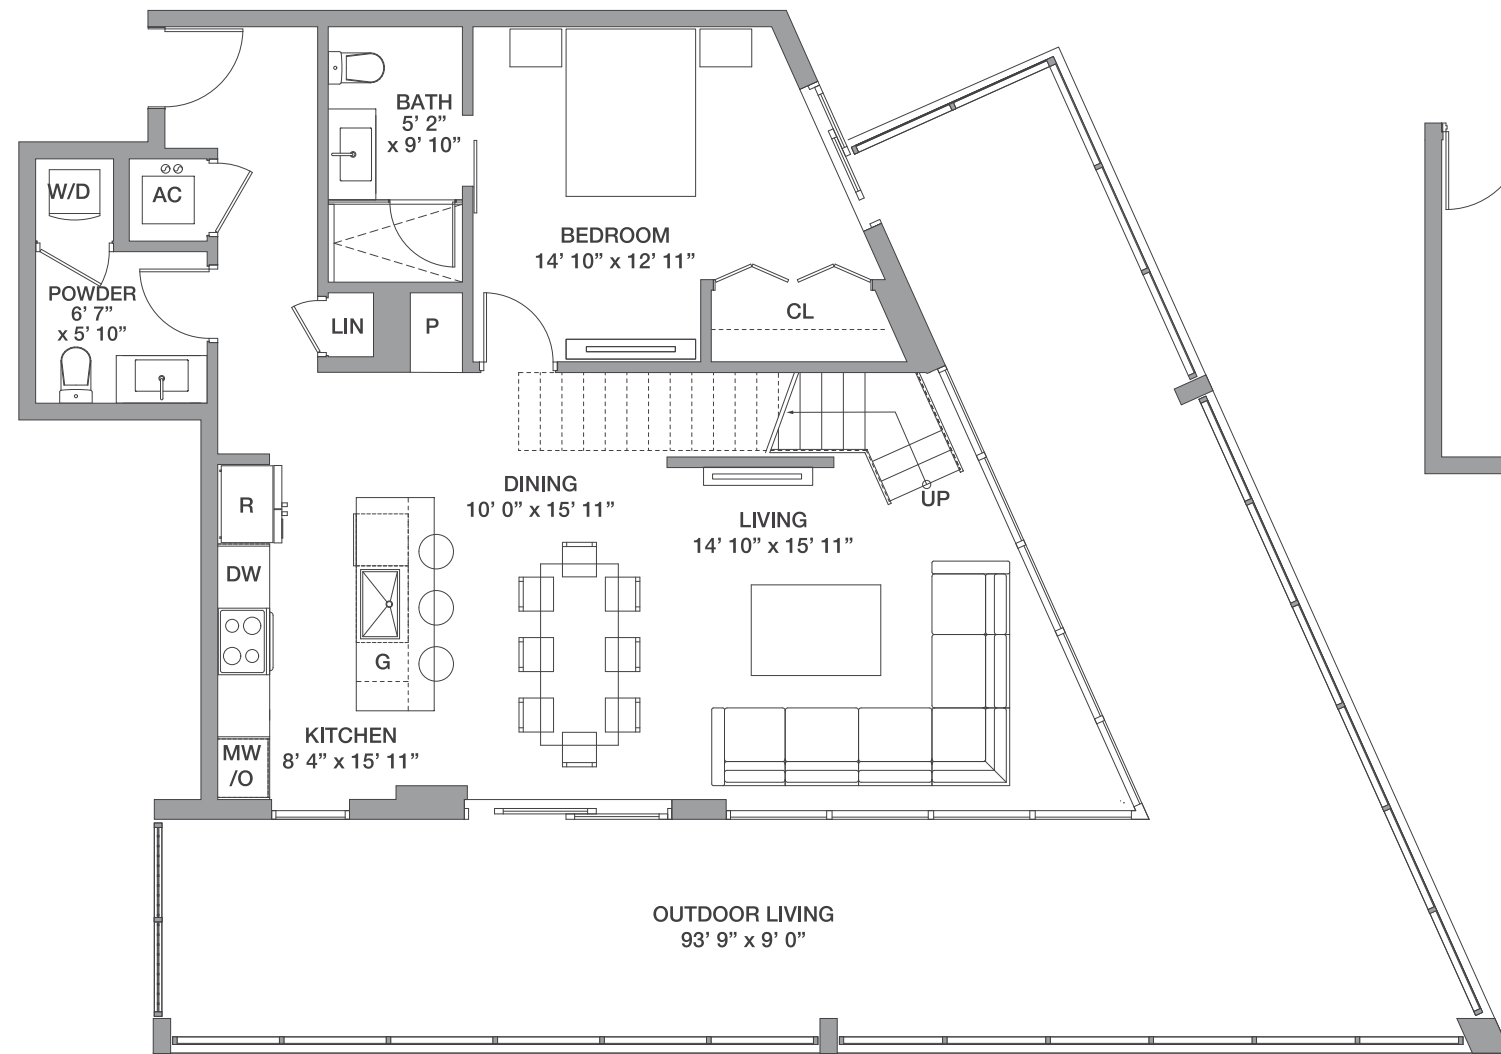 BATH
5’ 2”
x 9’ 10”
W/D
AC
BEDROOM
14’ 10” x 12’ 11”
POWDER
6’ 7”
x 5’ 10”
LIN
P
CL
R
DINING
10’ 0” x 15’ 11”
UP
LIVING
14’ 10” x 15’ 11”
DW
G
KITCHEN
8’ 4” x 15’ 11”
MW
/O
OUTDOOR LIVING
93’ 9” x 9’ 0”